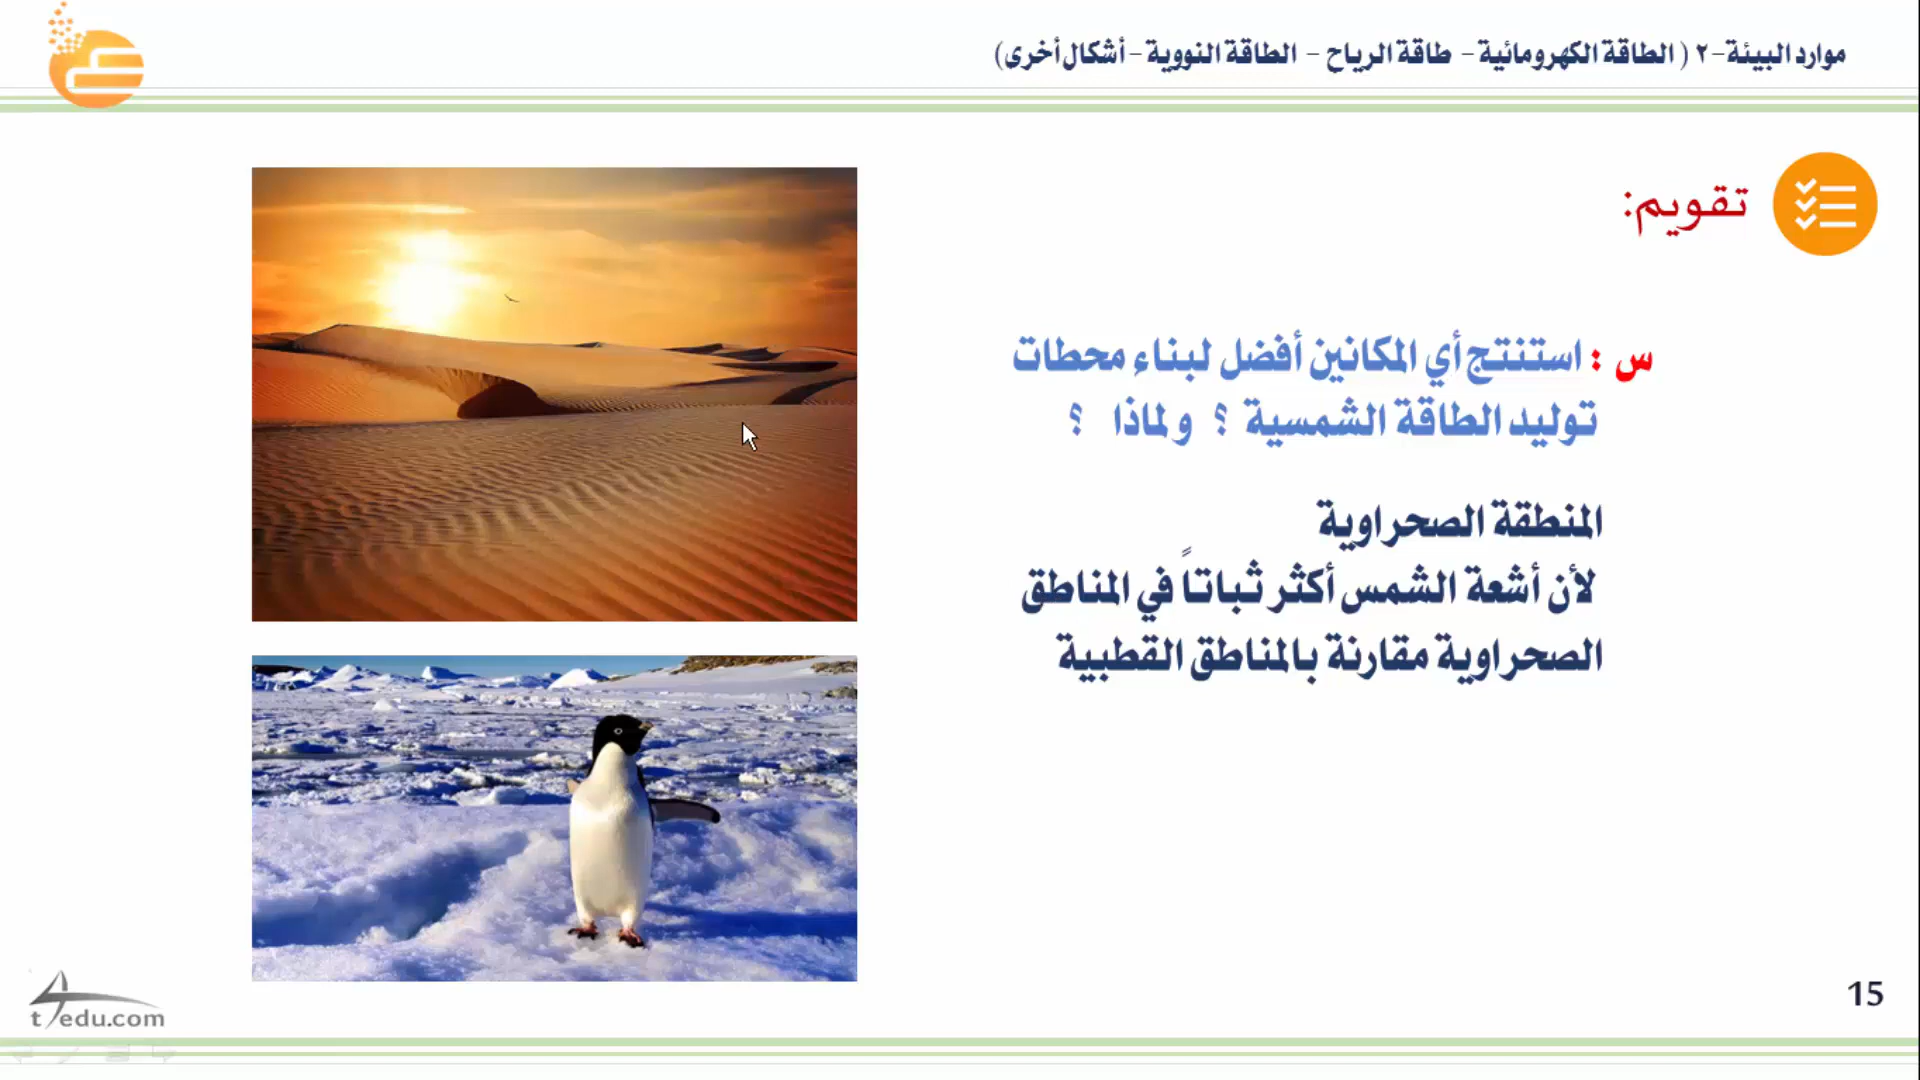 موارد البيئة-٢ ( الطاقة الكهرومائية - طاقة الرياح - الطاقة النووية - أشكال أخرى)
تقويم:
س : استنتج أي المكانين أفضل لبناء محطات
توليد الطاقة الشمسية ؟ ولماذا ؟
المنطقة الصحراوية
لأن أشعة الشمس أكثر ثباتاً في المناطق
الصحراوية مقارنة بالمناطق القطبية
t4edu.com
15